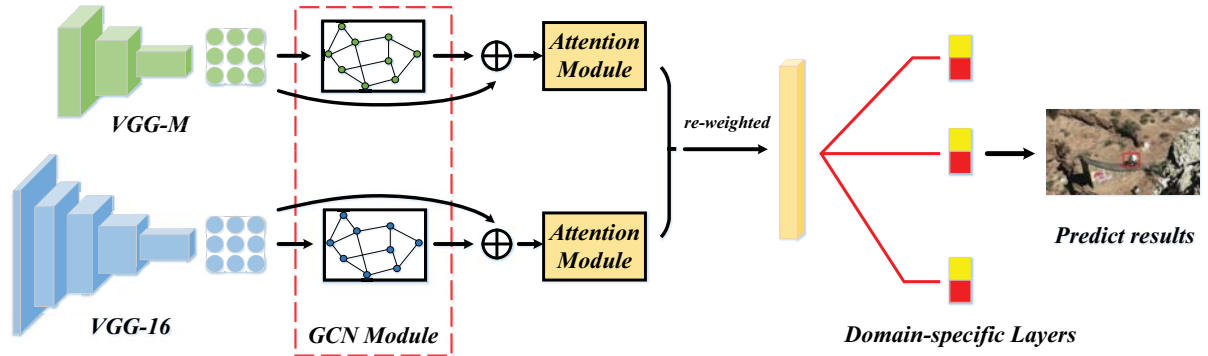 VGG-M
Attention
Module
re-weighted
VGG-16
GCN Module
Attention
Module
Domain-specific Layers
Predict results